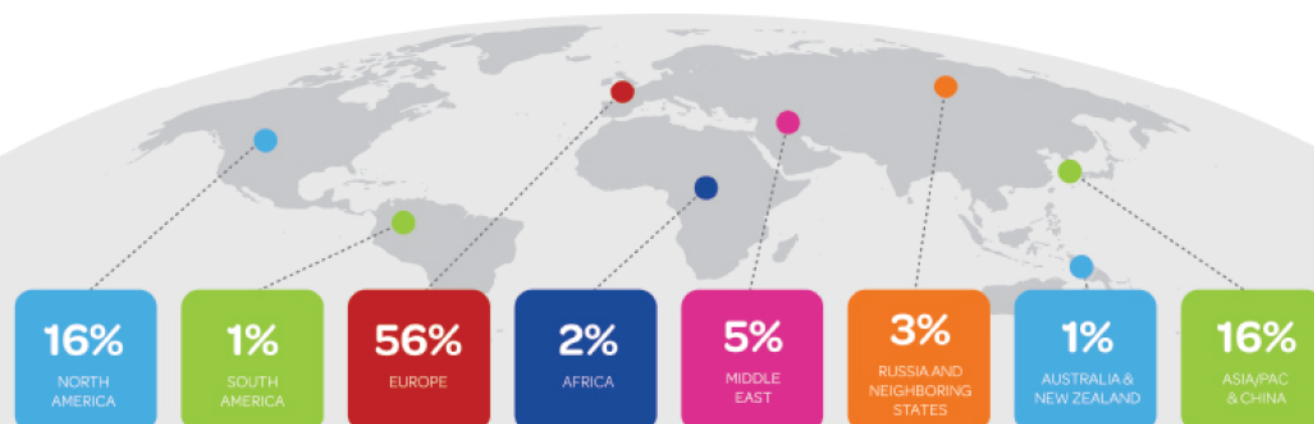 16%
NORTH
AMERICA
1%
SOUTH
AMERICA
56%
EUROPE
2%
AFRICA
5%
MIDDLE
EAST
3%
RUSSIA AND
NEIGHBORING
STATES
1%
AUSTRALIA &
NEW ZEALAND
16%
ASIA/PAC
& CHINA